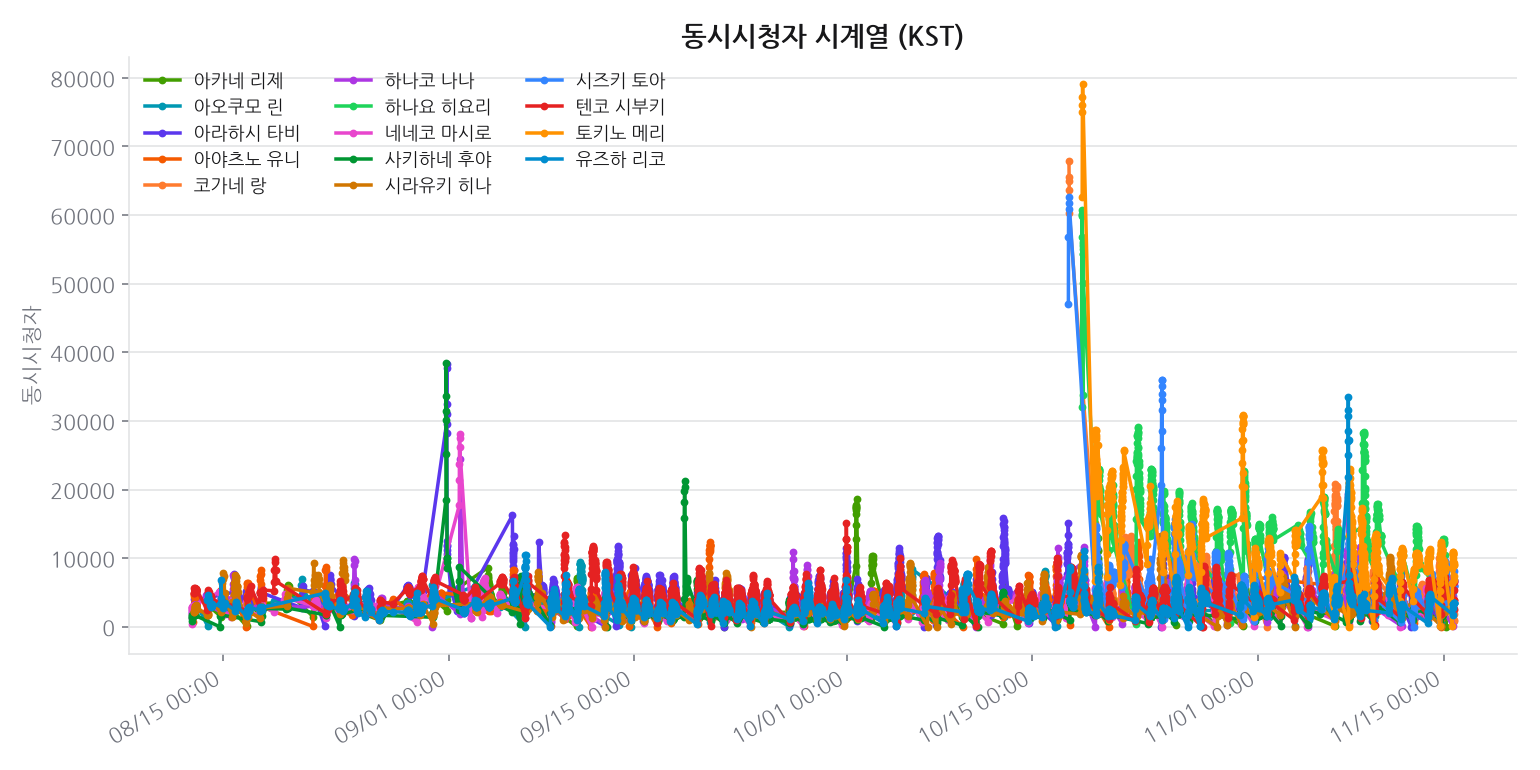 동시시청자 시계열 (KST)
아카네 리제
아오쿠모 린
아라하시 타비
아야츠노 유니
코가네 랑
하나코 나나
하나요 히요리
네네코 마시로
사키하네 후야
시라유키 히나
시즈키 토아
텐코 시부키
토키노 메리
유즈하 리코
동시시청자
80000
70000
60000
50000
40000
30000
20000
10000
0
08/15 00:00
09/01 00:00
09/15 00:00
10/01 00:00
10/15 00:00
11/01 00:00
11/15 00:00